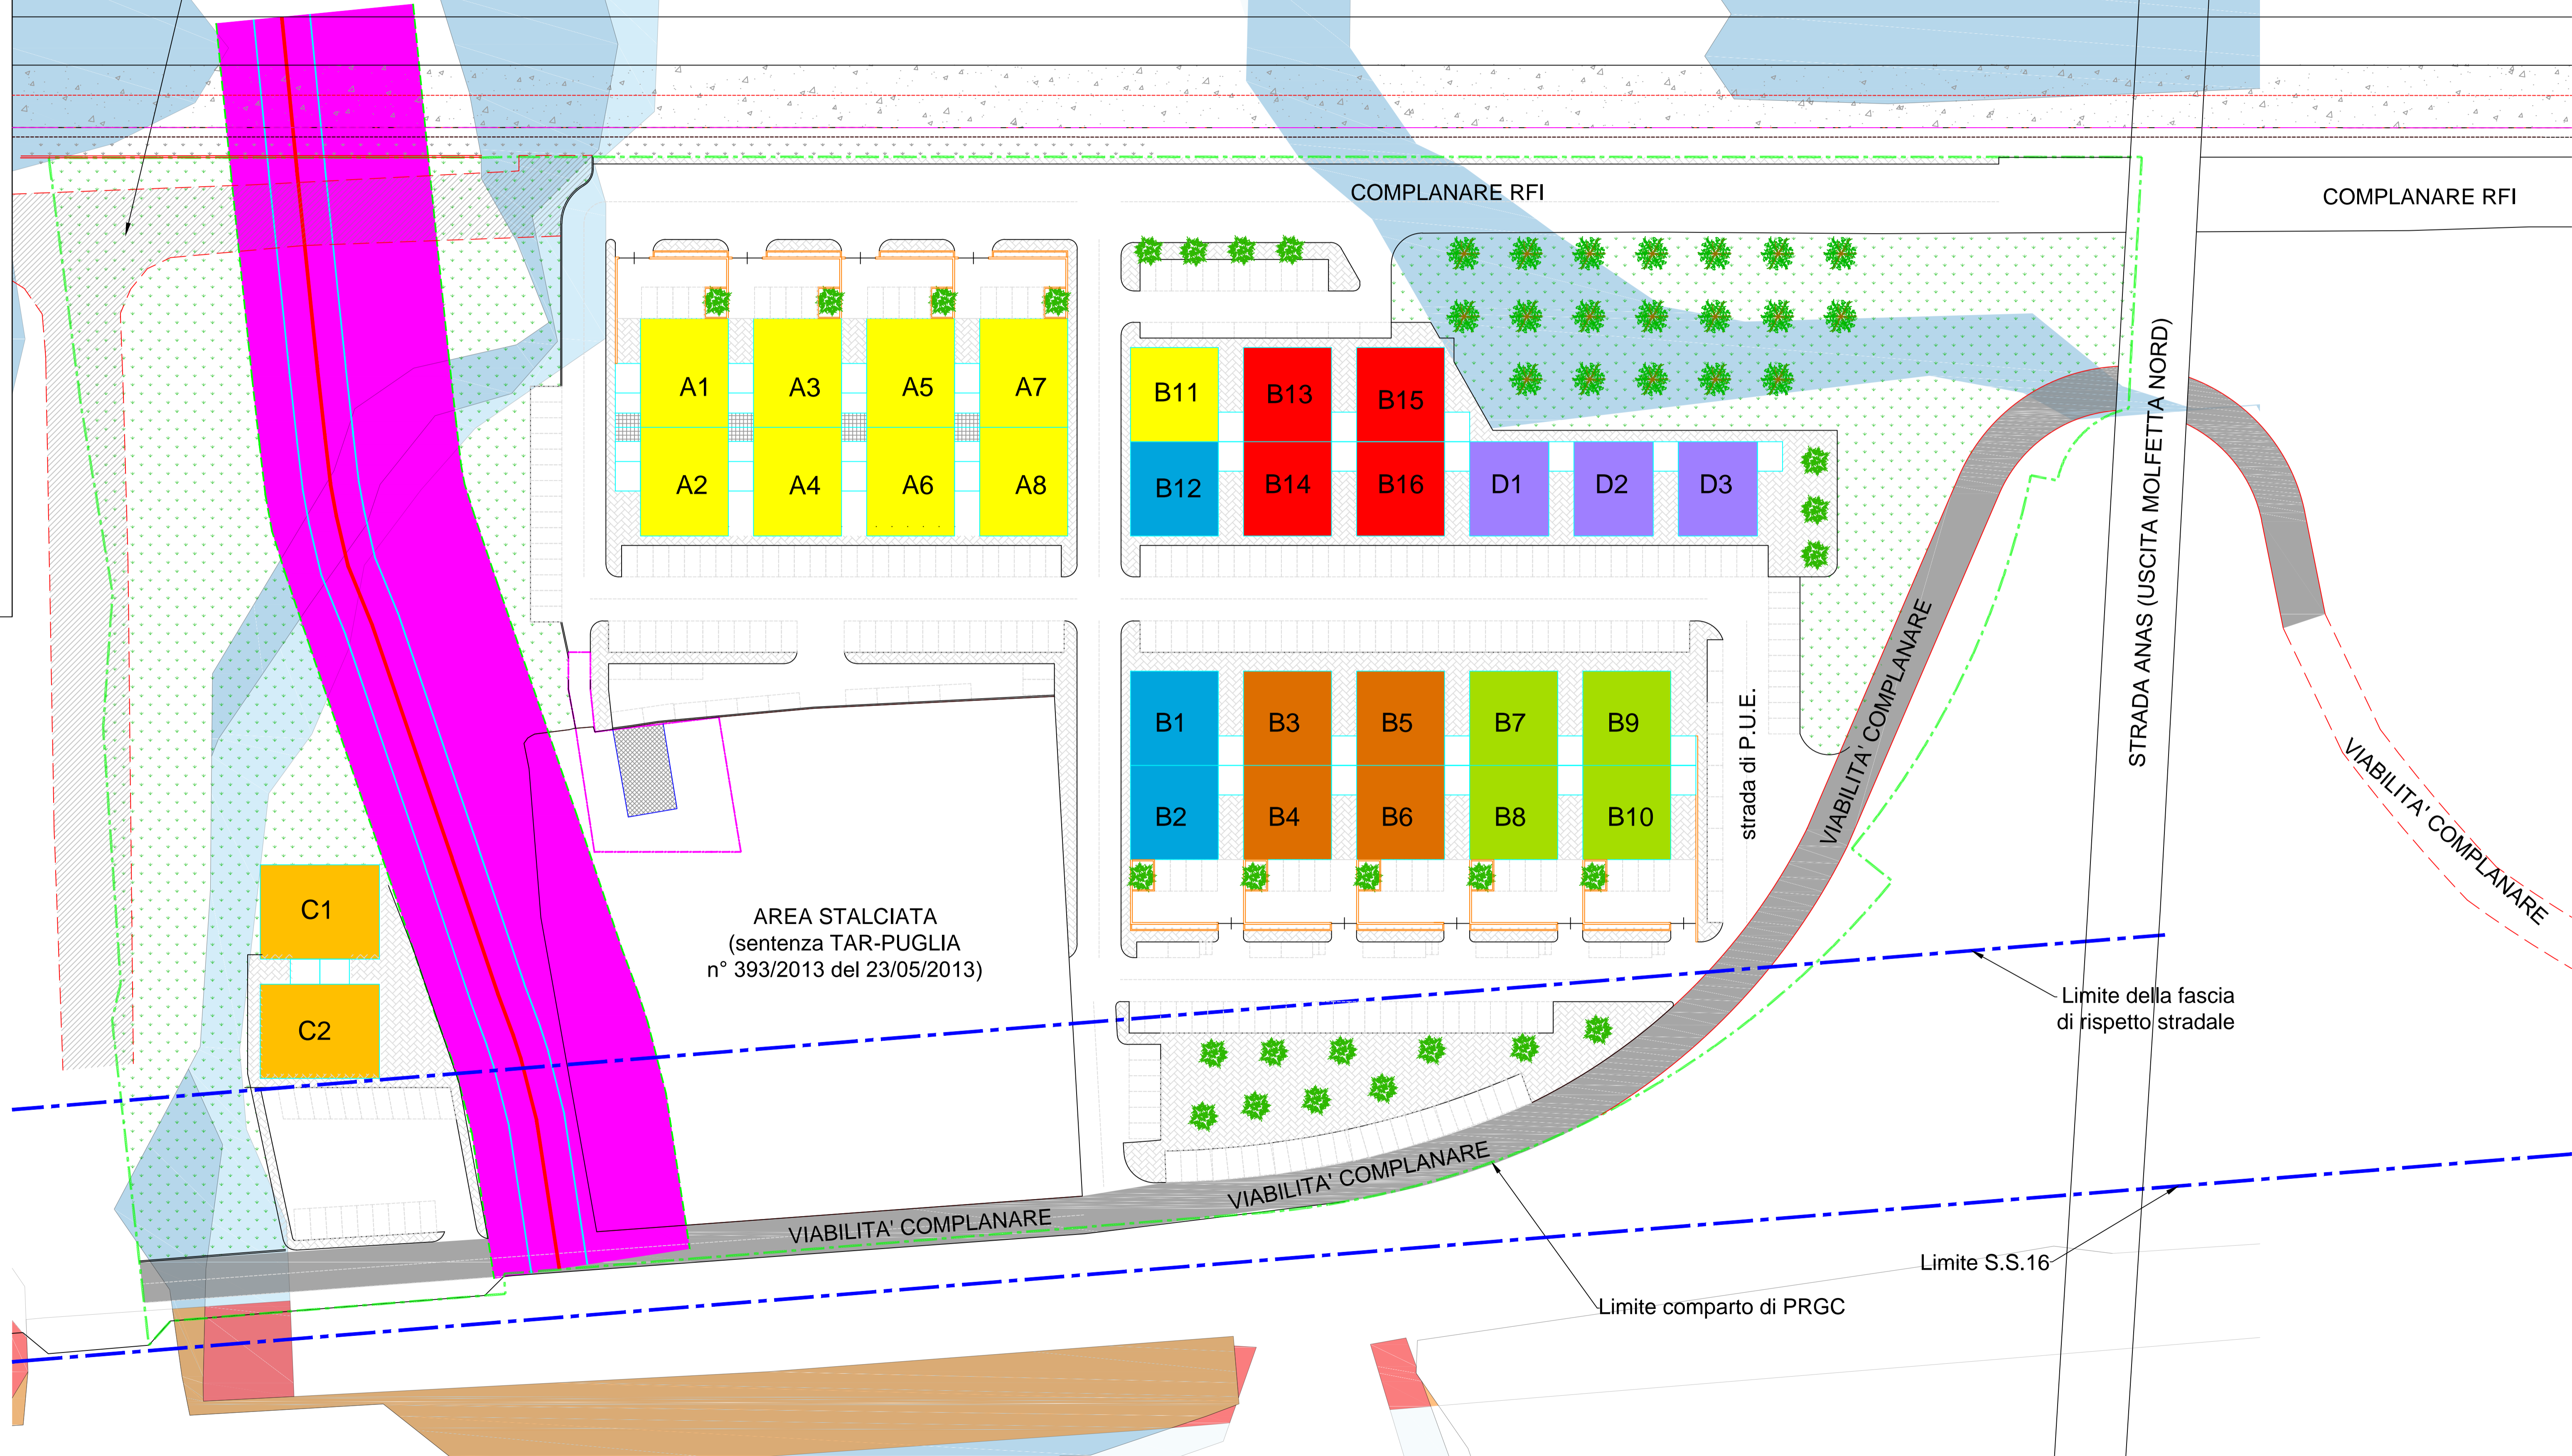 COMPLANARE RFI
COMPLANARE RFI
A1
A3
A5
A7
A2
A4
A6
A8
B11
B13
B15
B12
B14
B16
D1
D2
D3
STRADA ANAS (USCITA MOLFETTA NORD)
B1
B3
B5
B7
B9
B2
B4
B6
B8
B10
strada di P.U.E.
VIABILITA' COMPLANARE
VIABILITA' COMPLANARE
C1
C2
AREA STALCIATA
(sentenza TAR-PUGLIA
n° 393/2013 del 23/05/2013)
Limite della fascia
di rispetto stradale
VIABILITA' COMPLANARE
VIABILITA' COMPLANARE
Limite S.S.16
Limite comparto di PRGC